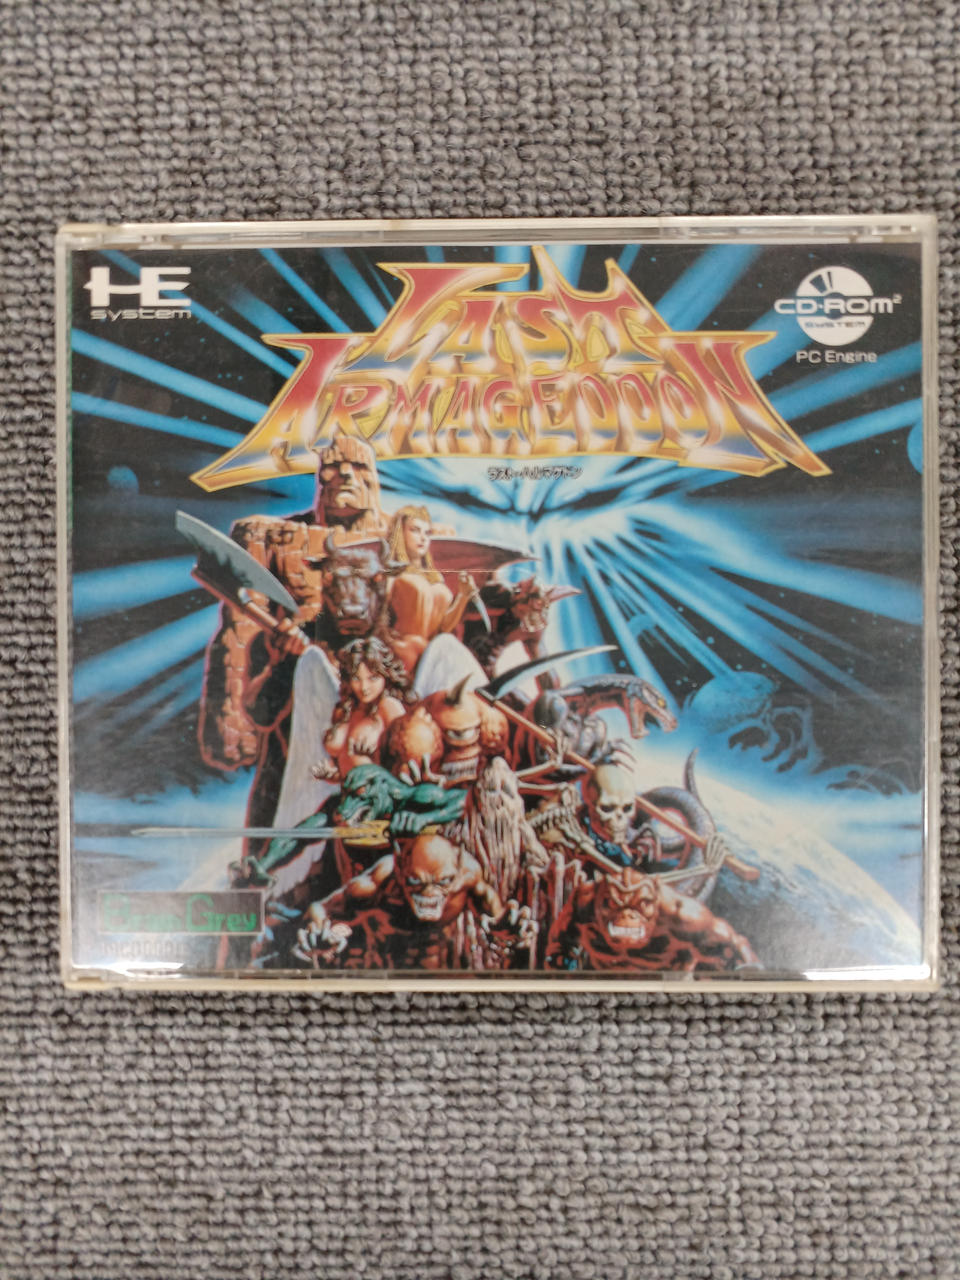 HE
system
LAST
ARMAGEDDON
ラスト・ハルマゲドン
CD-ROM²
SYSTEM
PC Engine
Brain Grey